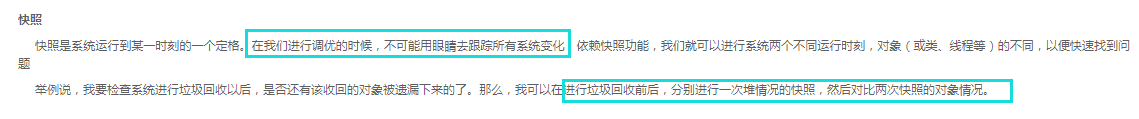 快照
快照是系统运行到某一时刻的一个定格。在我们进行调优的时候，不可能用眼睛去跟踪所有系统变化，依赖快照功能，我们就可以进行系统两个不同运行时刻，对象（或类、线程等）的不同，以便快速找到问
题
举例说，我要检查系统进行垃圾回收以后，是否还有该收回的对象被遗漏下来的了。那么，我可以在进行垃圾回收前后，分别进行一次堆情况的快照，然后对比两次快照的对象情况。